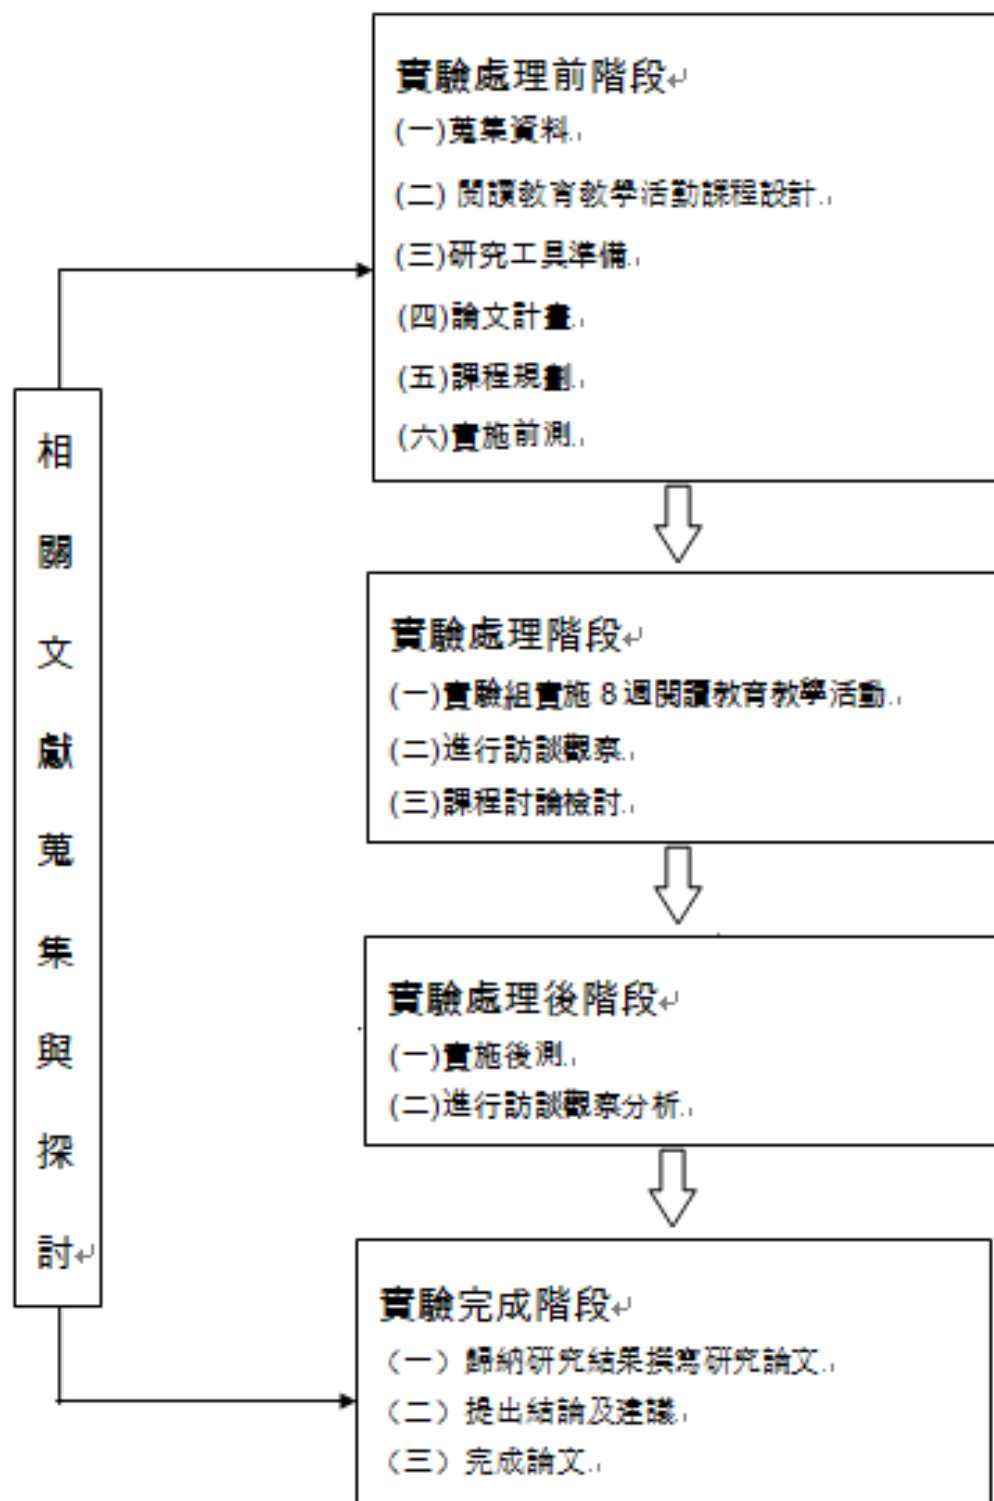 實驗處理前階段
(一)蒐集資料
(二) 閱讀教育教學活動課程設計
(三)研究工具準備
(四)論文計畫
(五)課程規劃
(六)實施前測
相關文獻蒐集與探討
實驗處理階段
(一)實驗組實施 8 週閱讀教育教學活動
(二)進行訪談觀察
(三)課程討論檢討
實驗處理後階段
(一)實施後測
(二)進行訪談觀察分析
實驗完成階段
（一）歸納研究結果撰寫研究論文
（二）提出結論及建議
（三）完成論文